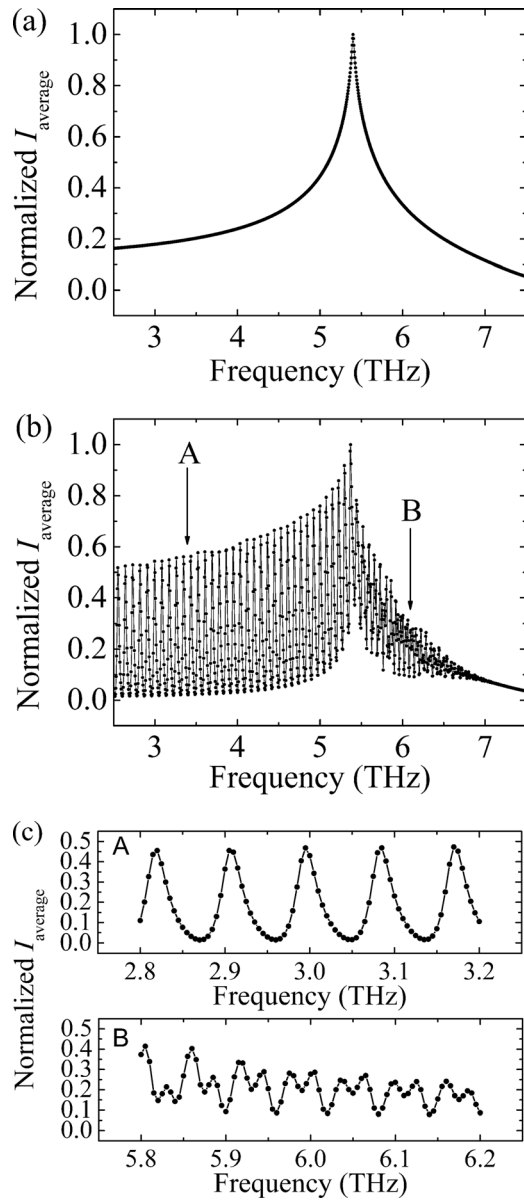 (a)
Normalized I average
1.0
0.8
0.6
0.4
0.2
0.0
3 4 5 6 7
Frequency (THz)
(b)
Normalized I average
1.0
0.8
0.6
0.4
0.2
0.0
A
B
3 4 5 6 7
Frequency (THz)
(c)
Normalized I average
A
0.5
0.4
0.3
0.2
0.1
0.0
2.8 2.9 3.0 3.1 3.2
Frequency (THz)
B
0.5
0.4
0.3
0.2
0.1
0.0
5.8 5.9 6.0 6.1 6.2
Frequency (THz)